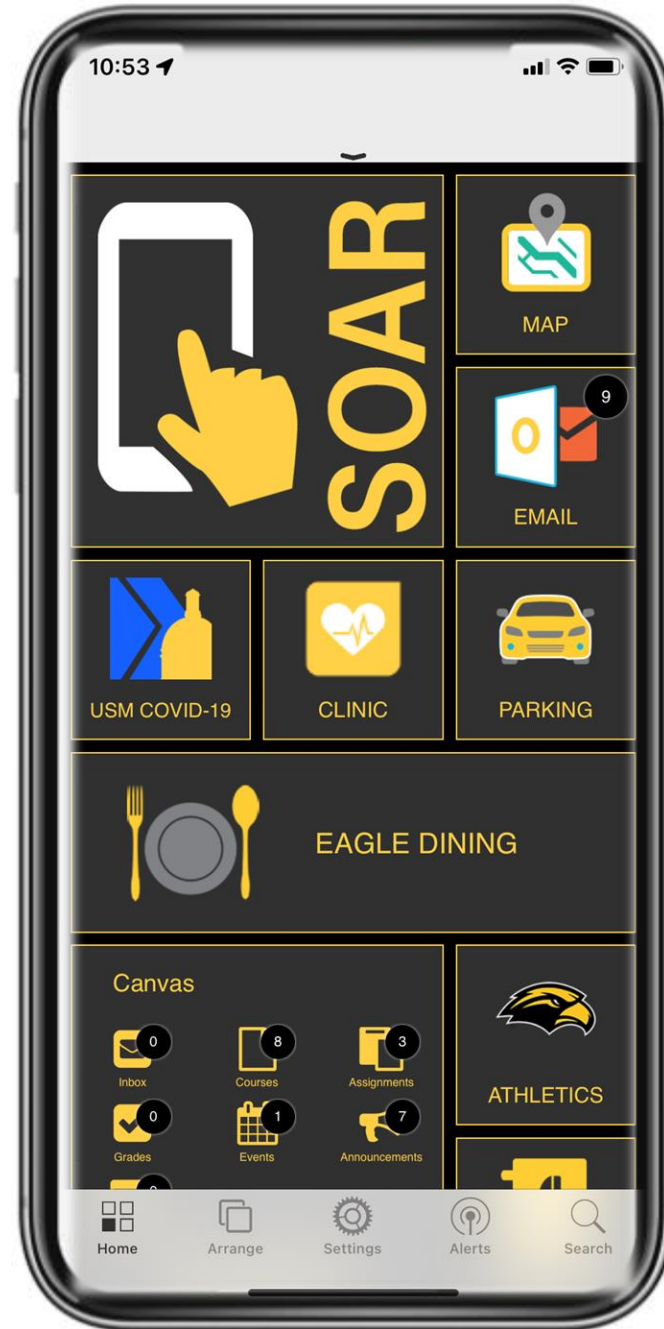 10:53
SOAR
MAP
9
EMAIL
USM COVID-19
CLINIC
PARKING
EAGLE DINING
Canvas
0
8
3
Inbox
Courses
Assignments
0
1
7
Grades
Events
Announcements
ATHLETICS
Home
Arrange
Settings
Alerts
Search